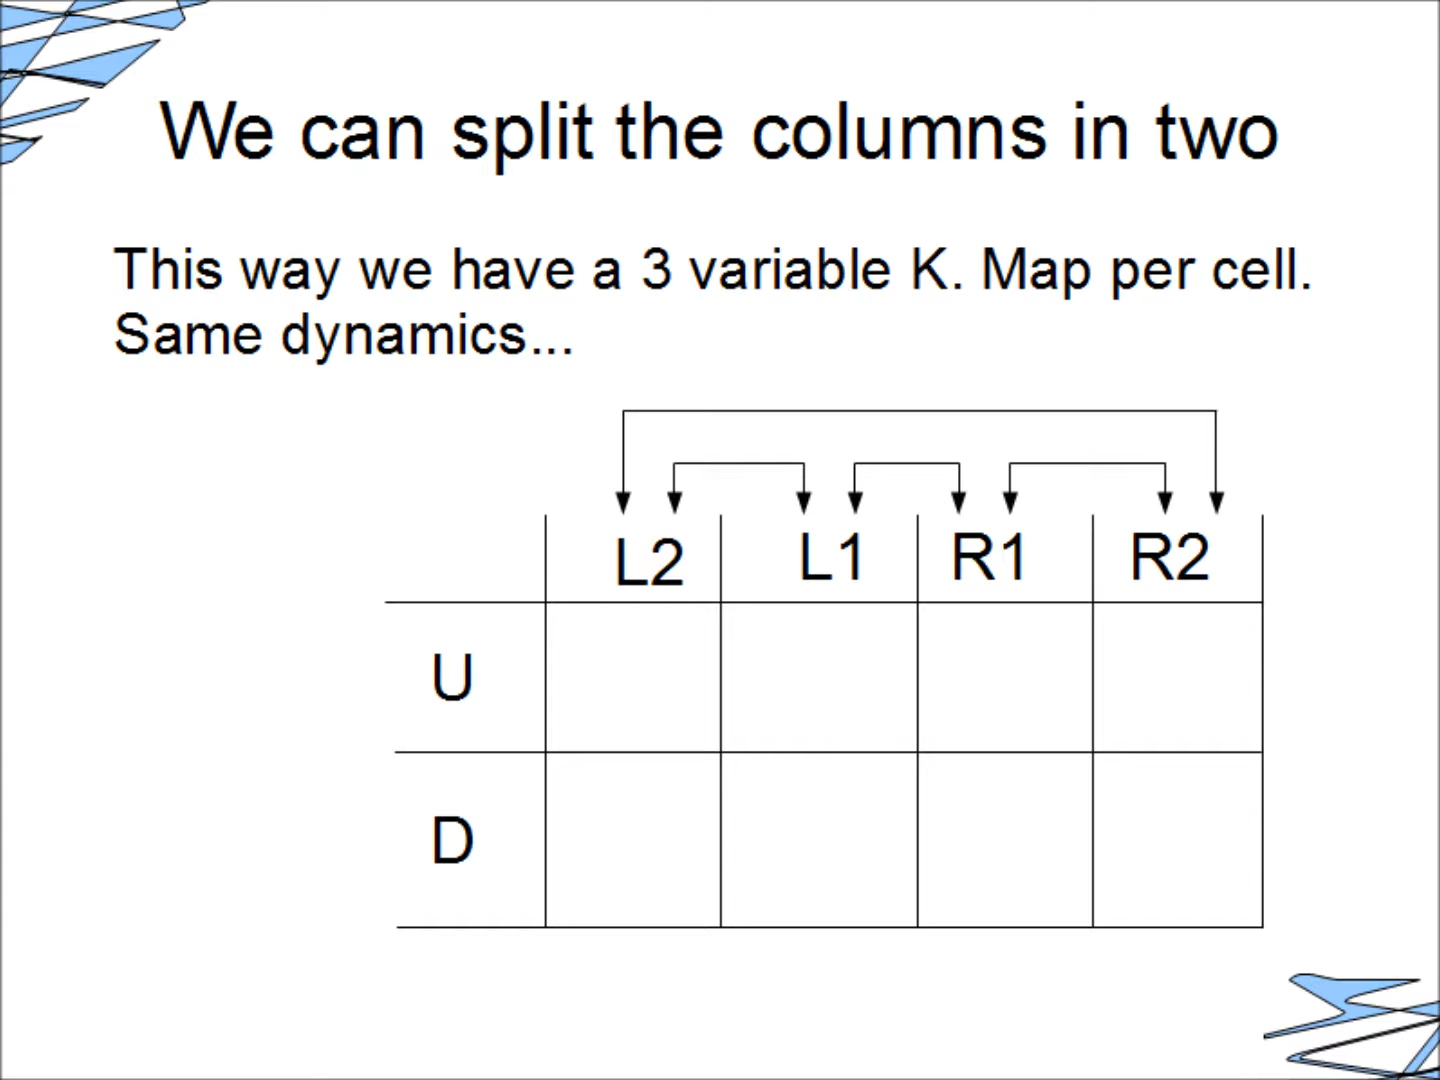 We can split the columns in two
This way we have a 3 variable K. Map per cell.
Same dynamics...
L2 L1 R1 R2
U
D